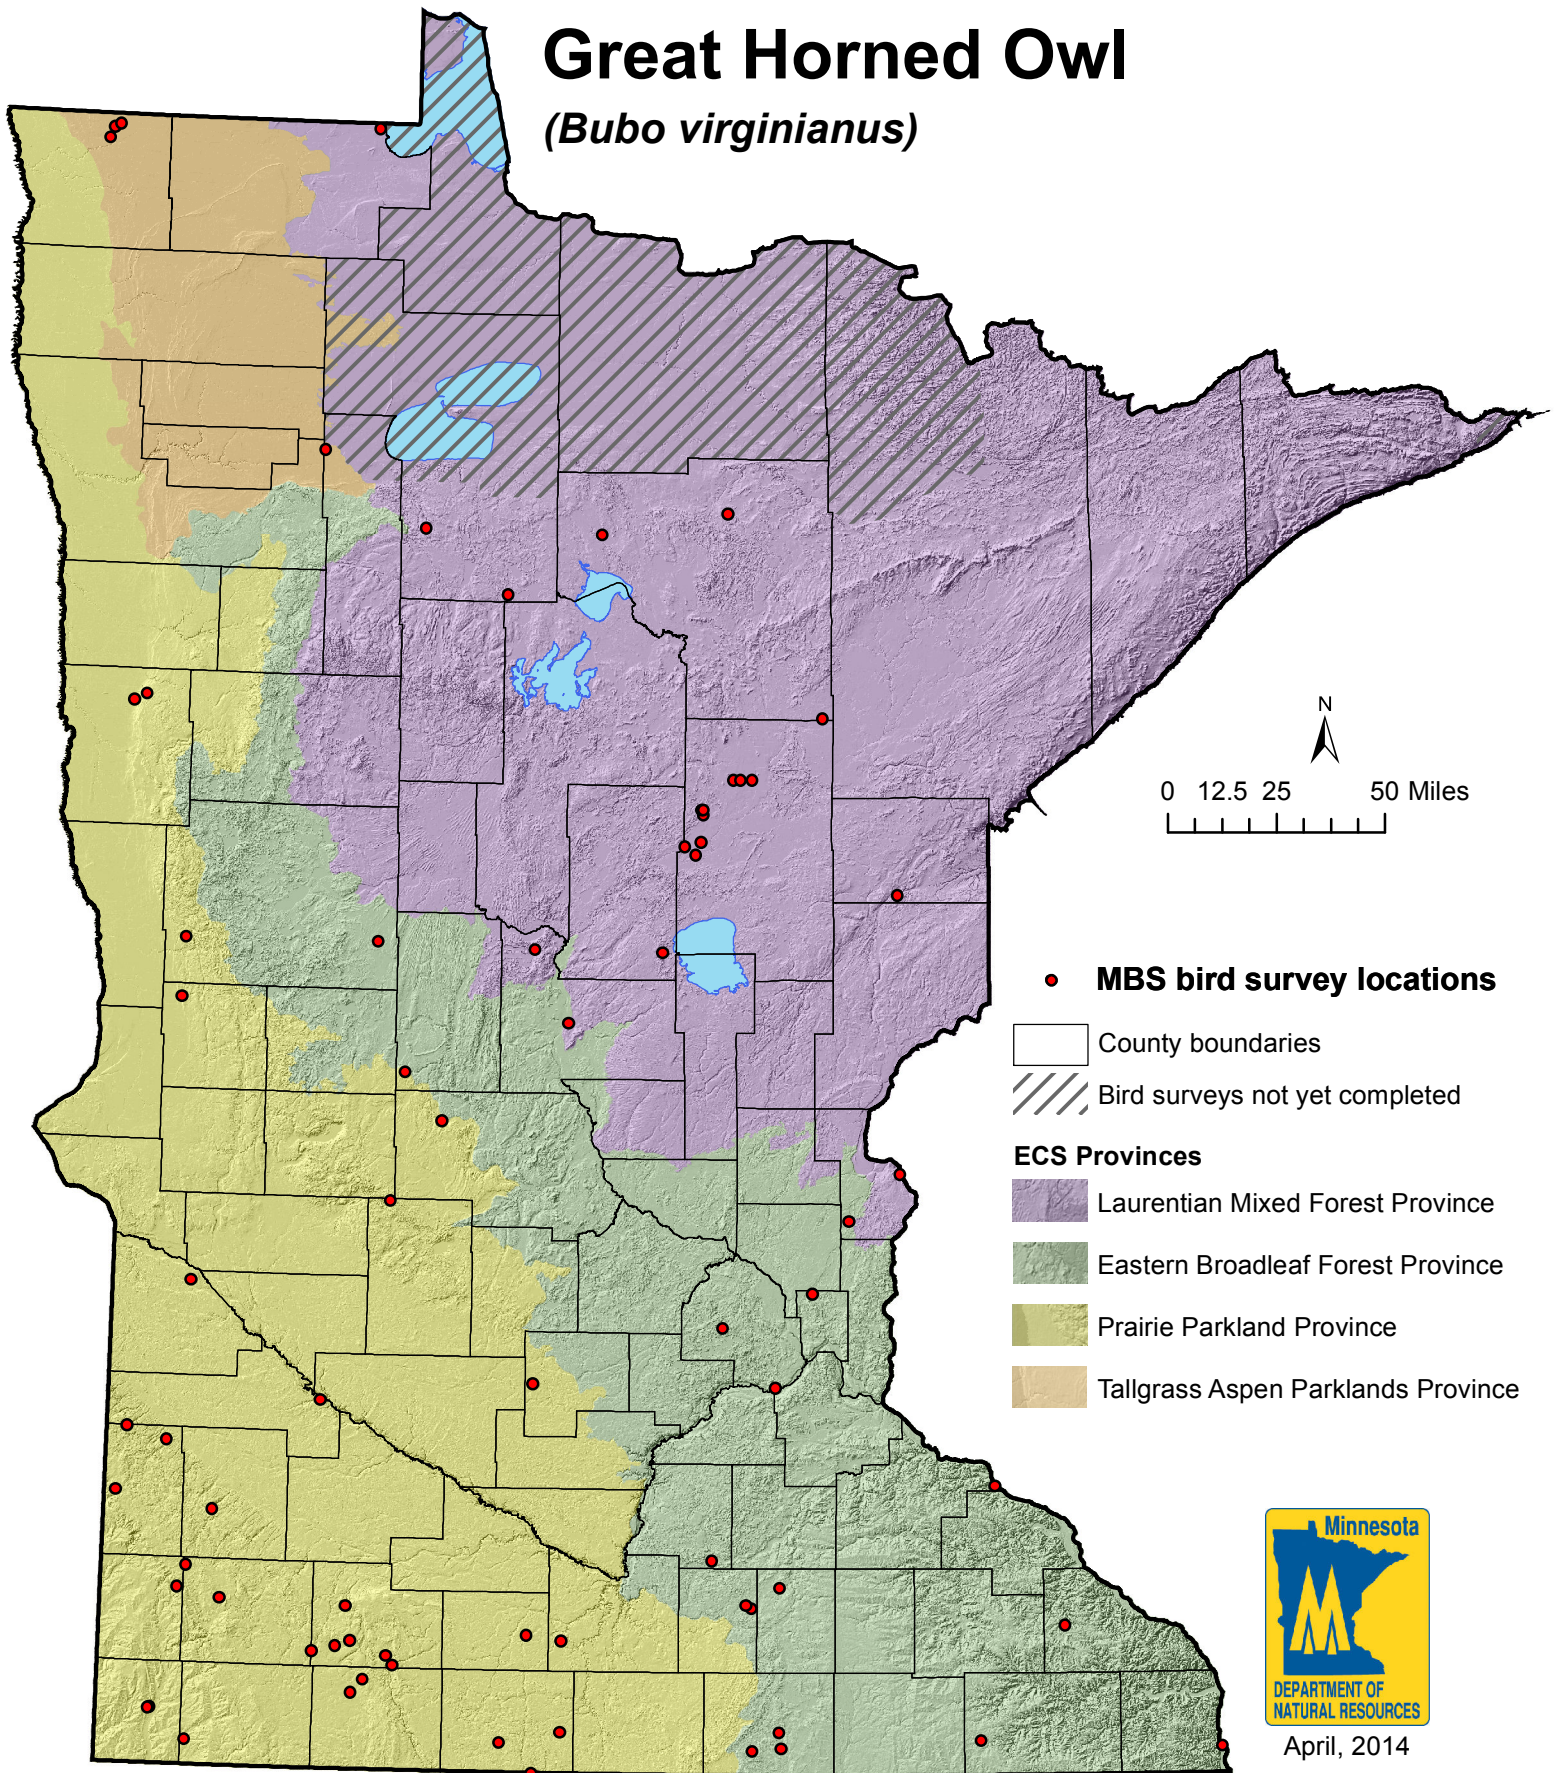 Great Horned Owl
(Bubo virginianus)
N
0 12.5 25 50 Miles
MBS bird survey locations
County boundaries
Bird surveys not yet completed
ECS Provinces
Laurentian Mixed Forest Province
Eastern Broadleaf Forest Province
Prairie Parkland Province
Tallgrass Aspen Parklands Province
Minnesota
DEPARTMENT OF
NATURAL RESOURCES
April, 2014